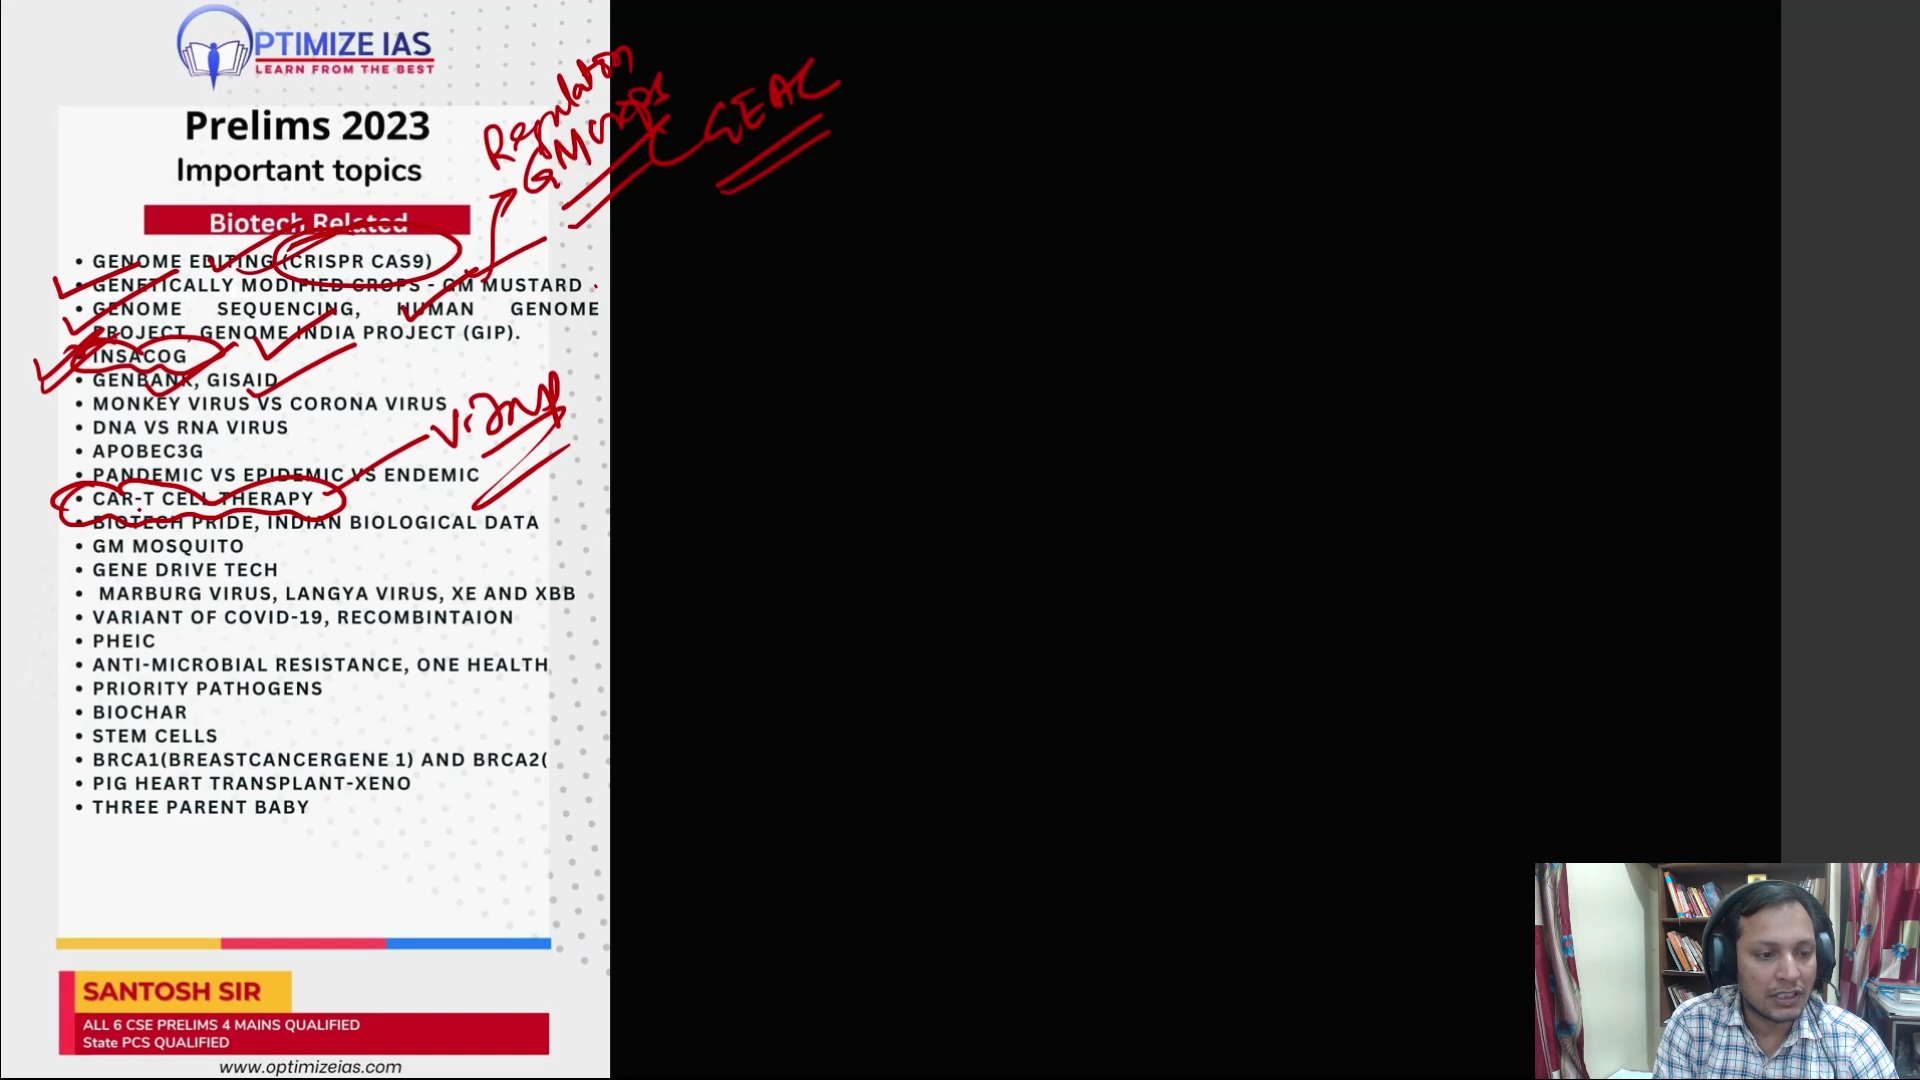 PTIMIZE IAS
LEARN FROM THE BEST
Prelims 2023
Important topics
Biotech Related
• GENOME EDITING (CRISPR CAS9)
• GENETICALLY MODIFIED CROPS - GM MUSTARD
• GENOME SEQUENCING, HUMAN GENOME
PROJECT, GENOME INDIA PROJECT (GIP).
• INSACOG
• GENBANK, GISAID
• MONKEY VIRUS VS CORONA VIRUS
• DNA VS RNA VIRUS
• APOBEC3G
• PANDEMIC VS EPIDEMIC VS ENDEMIC
• CAR-T CELL THERAPY
• BIOTECH PRIDE, INDIAN BIOLOGICAL DATA
• GM MOSQUITO
• GENE DRIVE TECH
• MARBURG VIRUS, LANGYA VIRUS, XE AND XBB
• VARIANT OF COVID-19, RECOMBINTAION
• PHEIC
• ANTI-MICROBIAL RESISTANCE, ONE HEALTH
• PRIORITY PATHOGENS
• BIOCHAR
• STEM CELLS
• BRCA1(BREASTCANCERGENE 1) AND BRCA2(
• PIG HEART TRANSPLANT-XENO
• THREE PARENT BABY
SANTOSH SIR
ALL 6 CSE PRELIMS 4 MAINS QUALIFIED
State PCS QUALIFIED
www.optimizeias.com
GM crops
GEAC